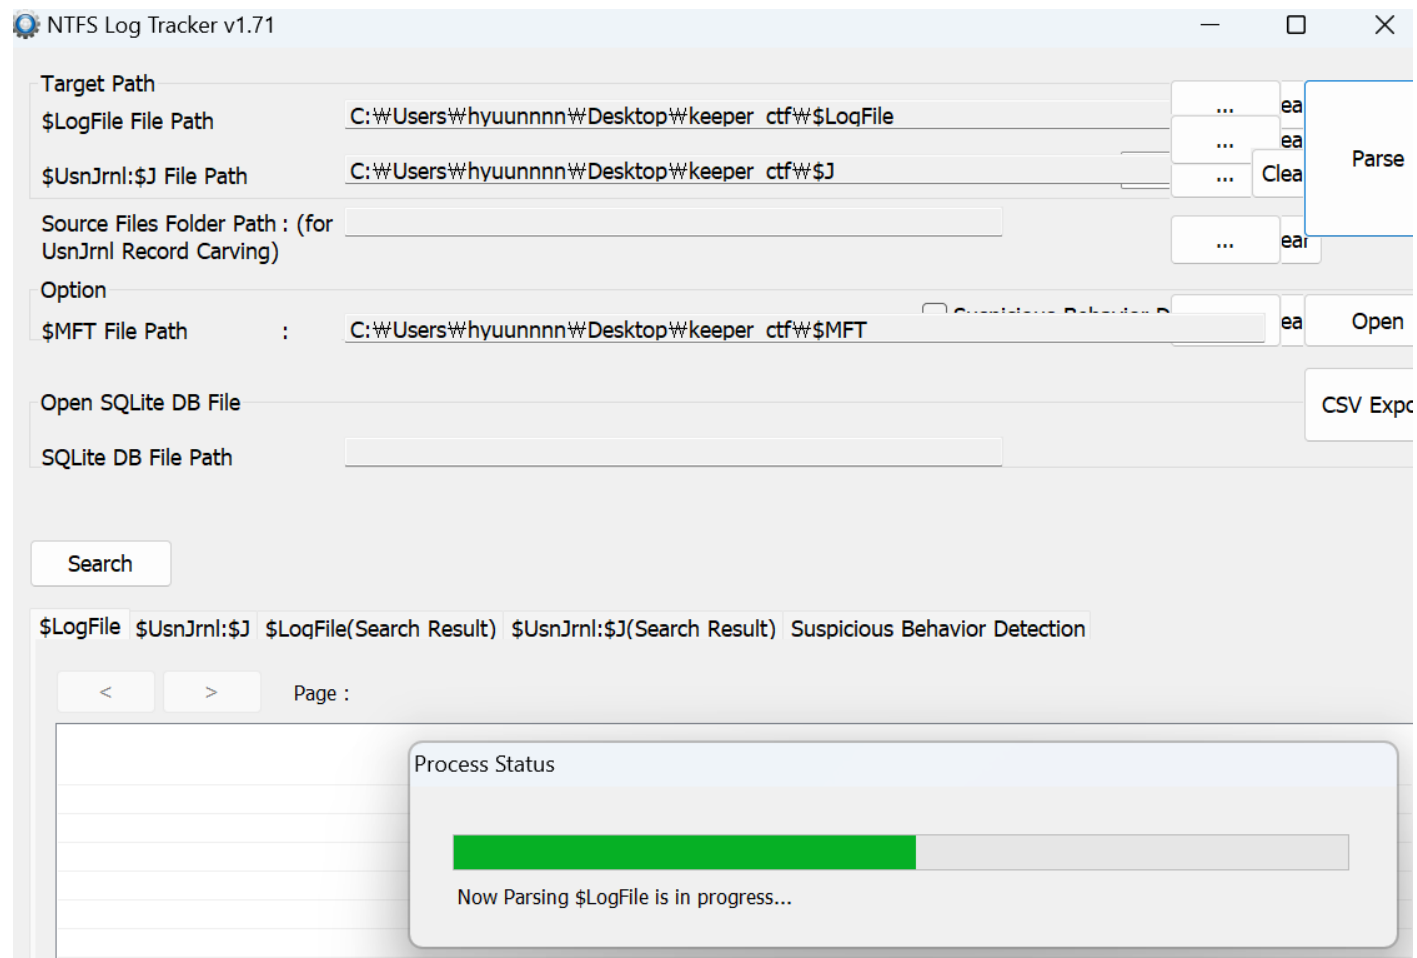 NTFS Log Tracker v1.71
Target Path
$LogFile File Path
C:₩Users₩hyuunnnn₩Desktop₩keeper_ctf₩$LogFile
...
ea
...
ea
Parse
$UsnJrnl:$J File Path
C:₩Users₩hyuunnnn₩Desktop₩keeper_ctf₩$J
...
Clea
Source Files Folder Path : (for
UsnJrnl Record Carving)
...
ear
Option
Suspicious Behavior D
$MFT File Path :
C:₩Users₩hyuunnnn₩Desktop₩keeper_ctf₩$MFT
ea
Open
Open SQLite DB File
CSV Expo
SQLite DB File Path
Search
$LogFile $UsnJrnl:$J $LogFile(Search Result) $UsnJrnl:$J(Search Result) Suspicious Behavior Detection
< > Page :
Process Status
Now Parsing $LogFile is in progress...